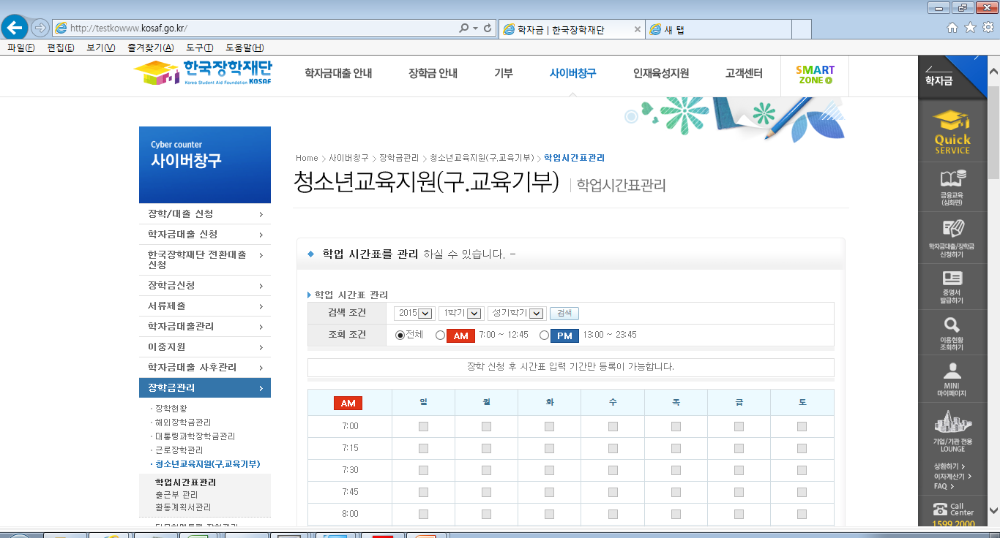 http://testkowww.kosaf.go.kr/
학자금 | 한국장학재단
새 탭
파일(F) 편집(E) 보기(V) 즐겨찾기(A) 도구(T) 도움말(H)
한국장학재단
Korea Student Aid Foundation KOSAF
학자금대출 안내 장학금 안내 기부 사이버창구 인재육성지원 고객센터
SMART
ZONE
학자금
Cyber counter
사이버창구
장학/대출 신청
학자금대출 신청
한국장학재단 전환대출
신청
장학금신청
서류제출
학자금대출관리
이중지원
학자금대출 사후관리
장학금관리
장학현황
해외장학금관리
대통령과학장학금관리
근로장학관리
청소년교육지원(구.교육기부)
학업시간표관리
출근부 관리
활동계획서관리
Home > 사이버창구 > 장학금관리 > 청소년교육지원(구.교육기부) > 학업시간표관리
청소년교육지원(구.교육기부) | 학업시간표관리
학업 시간표를 관리 하실 수 있습니다. -
학업 시간표 관리
검색 조건 2015 1학기 성기학기 검색
조회 조건 전체 AM 7:00 ~ 12:45 PM 13:00 ~ 23:45
장학 신청 후 시간표 입력 기간만 등록이 가능합니다.
AM 일 월 화 수 목 금 토
7:00
7:15
7:30
7:45
8:00
Quick
SERVICE
금융교육
(심화편)
학자금대출/장학금
신청하기
증명서
발급하기
이용현황
조회하기
MINI
마이페이지
기업/기관 전용
LOUNGE
상환하기 >
이자계산기 >
FAQ >
Call
Center
1599.2000